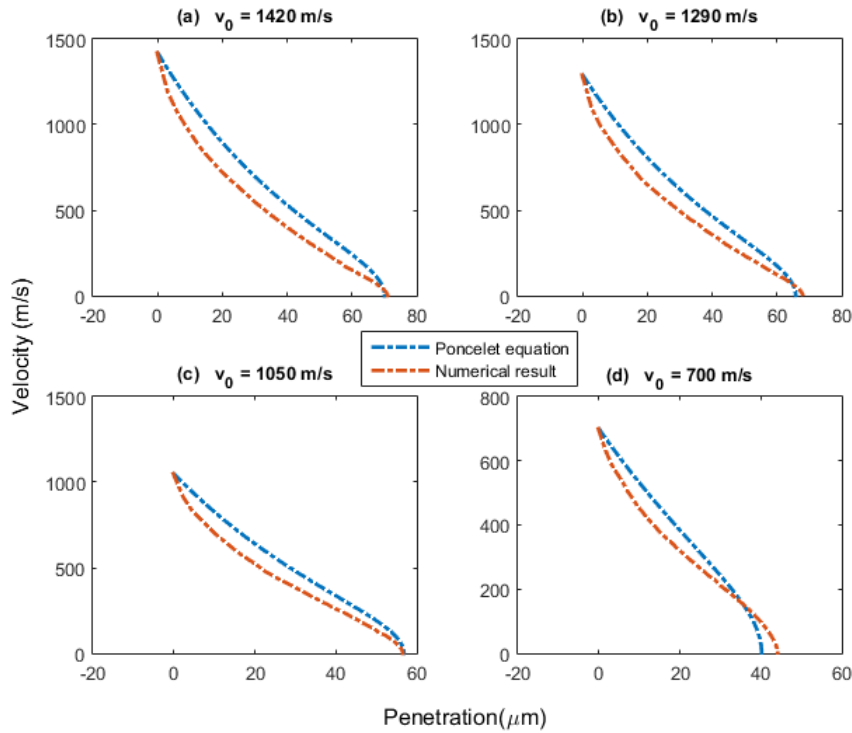 (a) v0 = 1420 m/s
(b) v0 = 1290 m/s
1500
1000
500
0
-20 0 20 40 60 80
1500
1000
500
0
-20 0 20 40 60 80
Velocity (m/s)
Poncelet equation
Numerical result
(c) v0 = 1050 m/s
(d) v0 = 700 m/s
1500
1000
500
0
-20 0 20 40 60
800
600
400
200
0
-20 0 20 40 60
Penetration(μm)